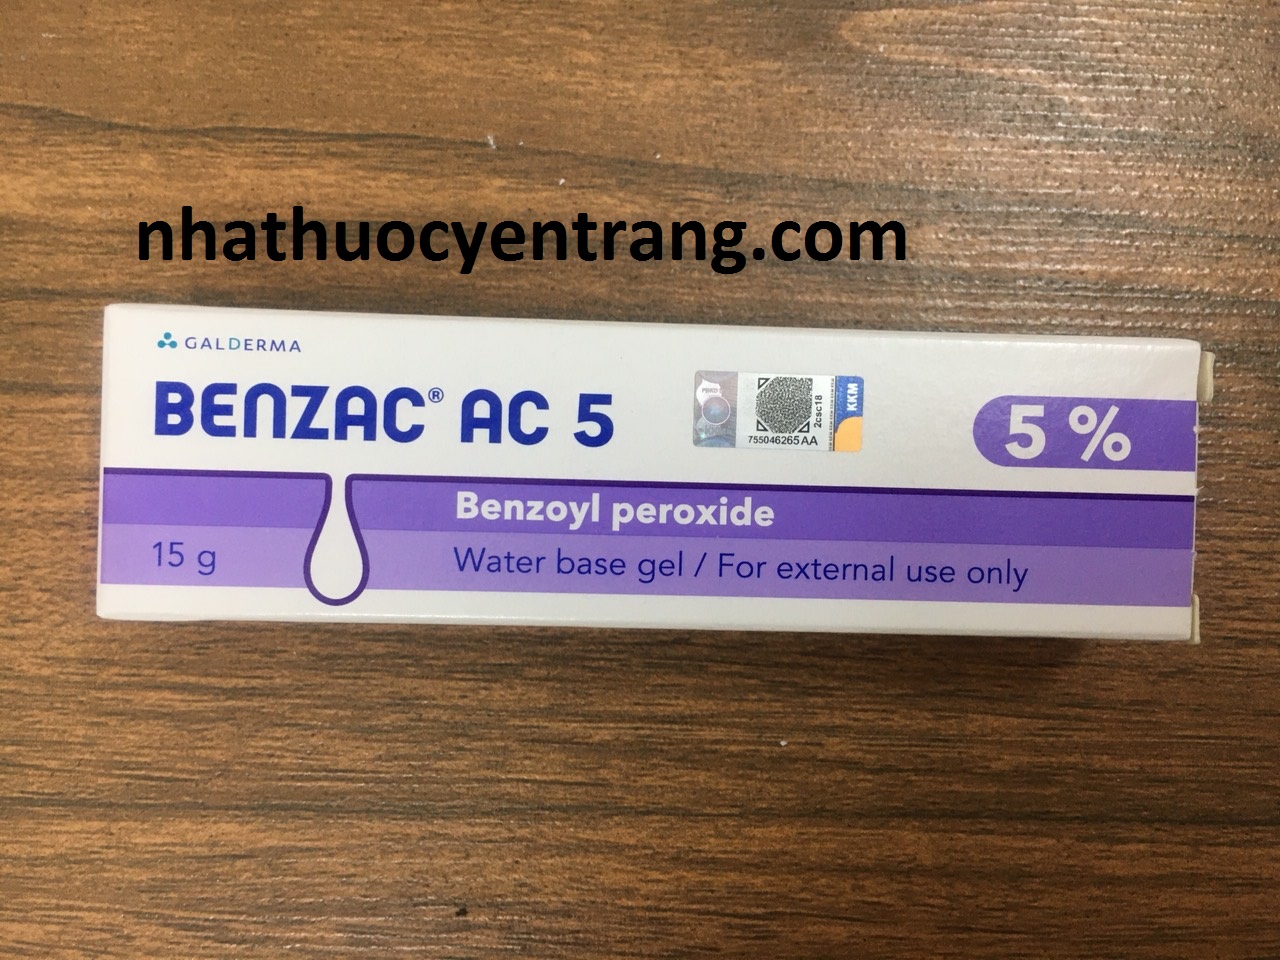 nhathuocyentrang.com
GALDERMA
BENZAC® AC 5
2csc18
KKM
755046265AA
5 %
Benzoyl peroxide
15 g
Water base gel / For external use only